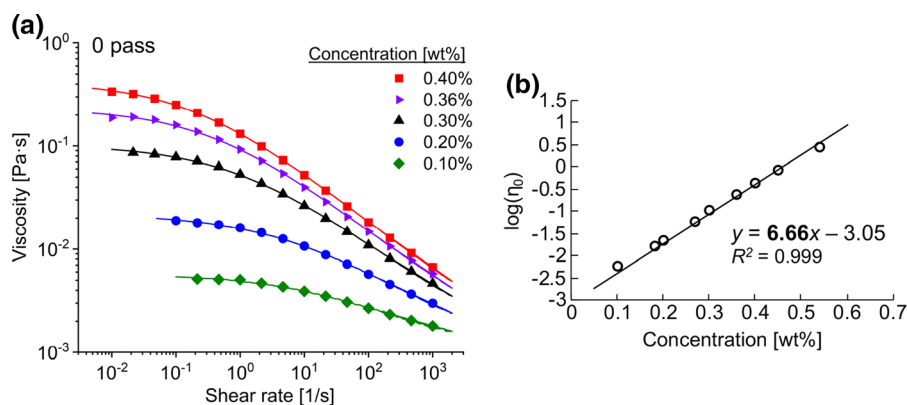 (a)
0 pass
Concentration [wt%]
0.40%
0.36%
0.30%
0.20%
0.10%
Viscosity [Pa·s]
10⁰
10⁻¹
10⁻²
10⁻³
10⁻² 10⁻¹ 10⁰ 10¹ 10² 10³
Shear rate [1/s]
(b)
log(η₀)
1.5
1
0.5
0
-0.5
-1
-1.5
-2
-2.5
-3
y = 6.66x – 3.05
R² = 0.999
0 0.1 0.2 0.3 0.4 0.5 0.6 0.7
Concentration [wt%]